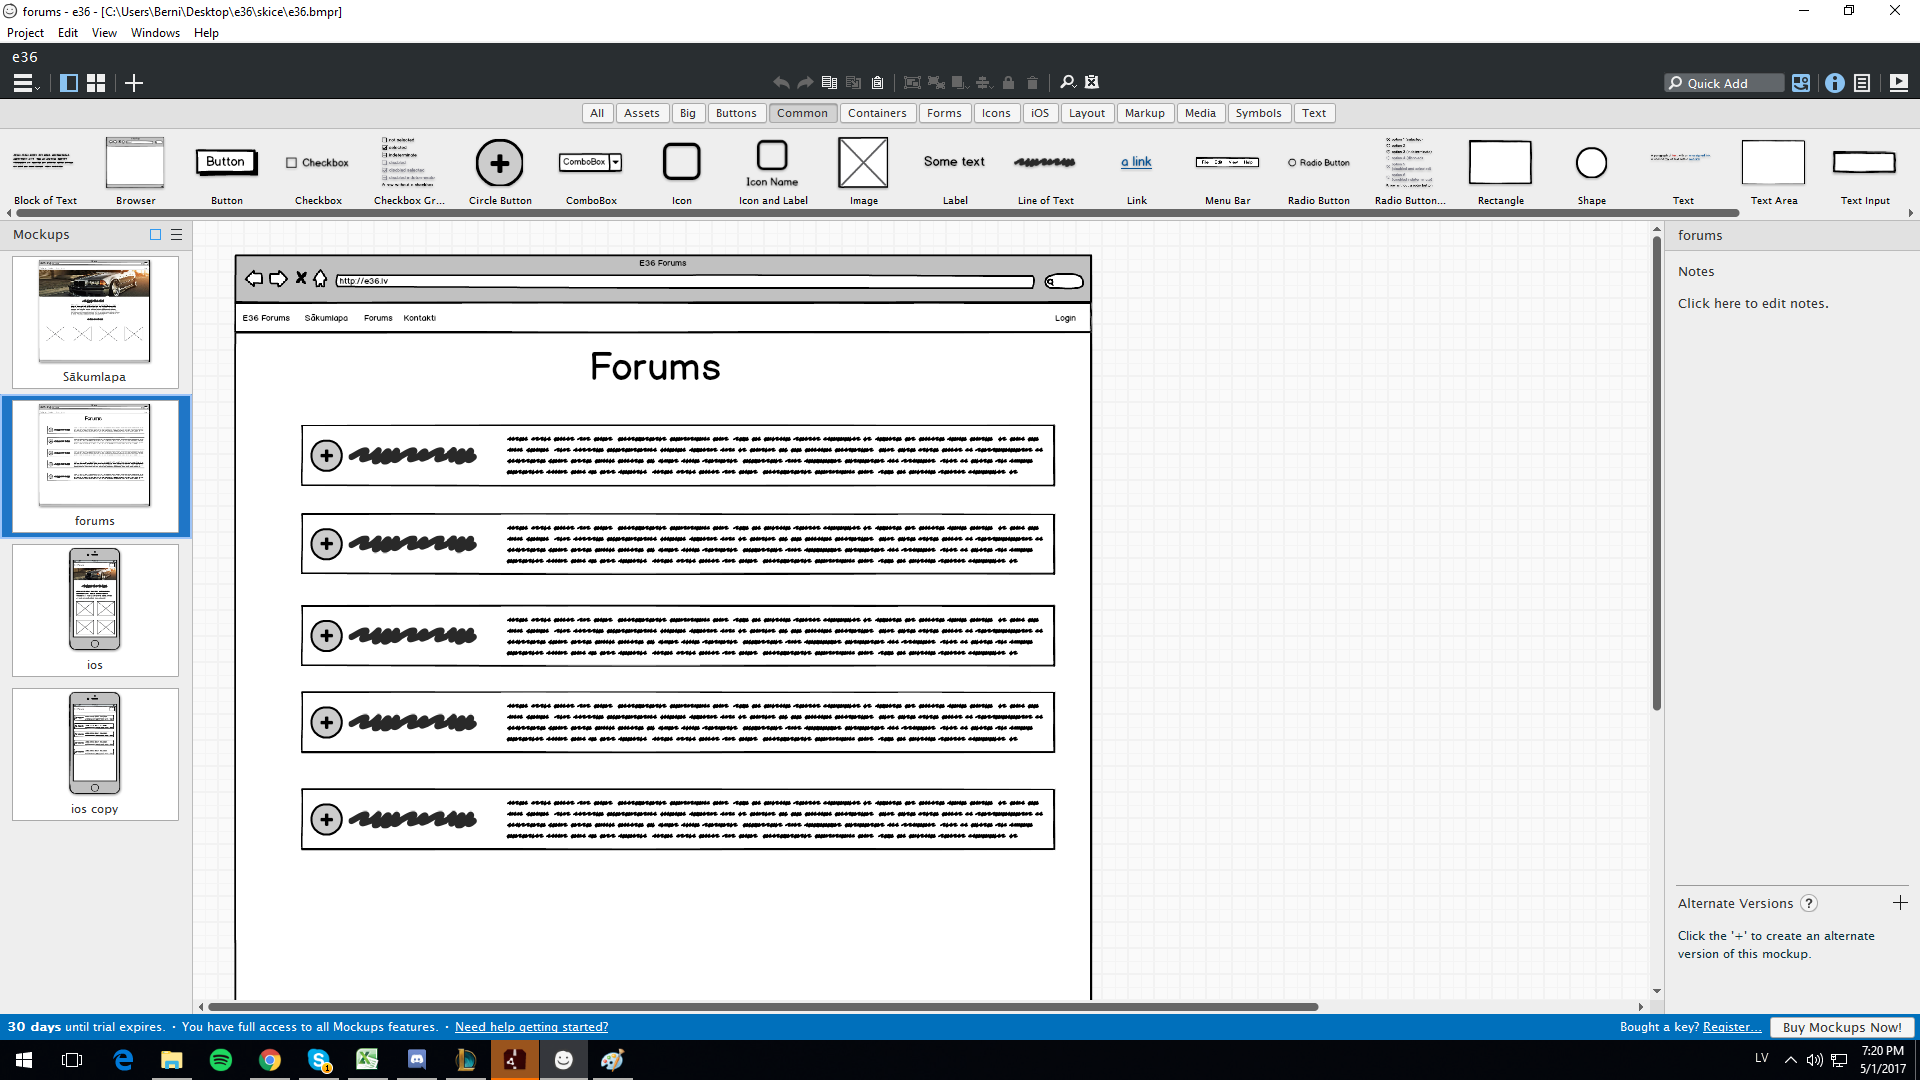 forums - e36 - [C:\Users\Berni\Desktop\e36\skice\e36.bmpr]
Project Edit View Windows Help
e36
Quick Add
All Assets Big Buttons Common Containers Forms Icons iOS Layout Markup Media Symbols Text
Button
Checkbox
ComboBox
Icon Name
Some text
a link
File Edit View Help
Radio Button
Block of Text Browser Button Checkbox Checkbox Gr... Circle Button ComboBox Icon Icon and Label Image Label Line of Text Link Menu Bar Radio Button Radio Button... Rectangle Shape Text Text Area Text Input
Mockups
Sākumlapa
forums
ios
ios copy
E36 Forums
http://e36.lv
E36 Forums Sākumlapa Forums Kontakti Login
Forums
forums
Notes
Click here to edit notes.
Alternate Versions ?
Click the '+' to create an alternate
version of this mockup.
30 days until trial expires. · You have full access to all Mockups features. · Need help getting started?
Bought a key? Register... Buy Mockups Now!
1
LV
7:20 PM
5/1/2017